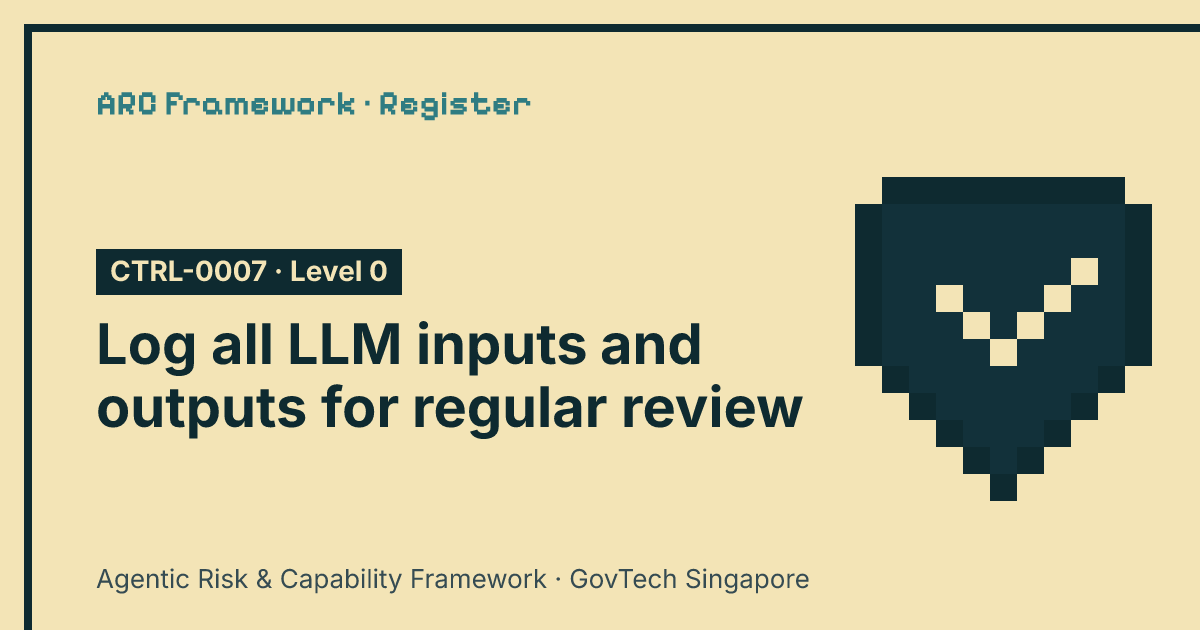 ARC Framework · Register
CTRL-0007 · Level 0
Log all LLM inputs and
outputs for regular review
Agentic Risk & Capability Framework · GovTech Singapore